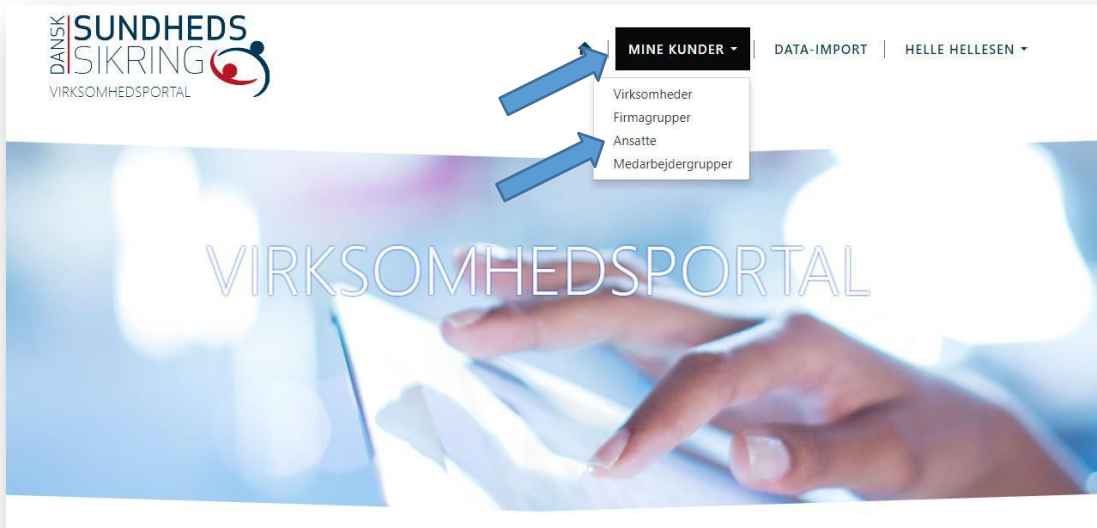 DANSK
SUNDHEDS
SIKRING
VIRKSOMHEDSPORTAL
MINE KUNDER
DATA-IMPORT
HELLE HELLESEN
Virksomheder
Firmagrupper
Ansatte
Medarbejdergrupper
VIRKSOMHEDSPORTAL